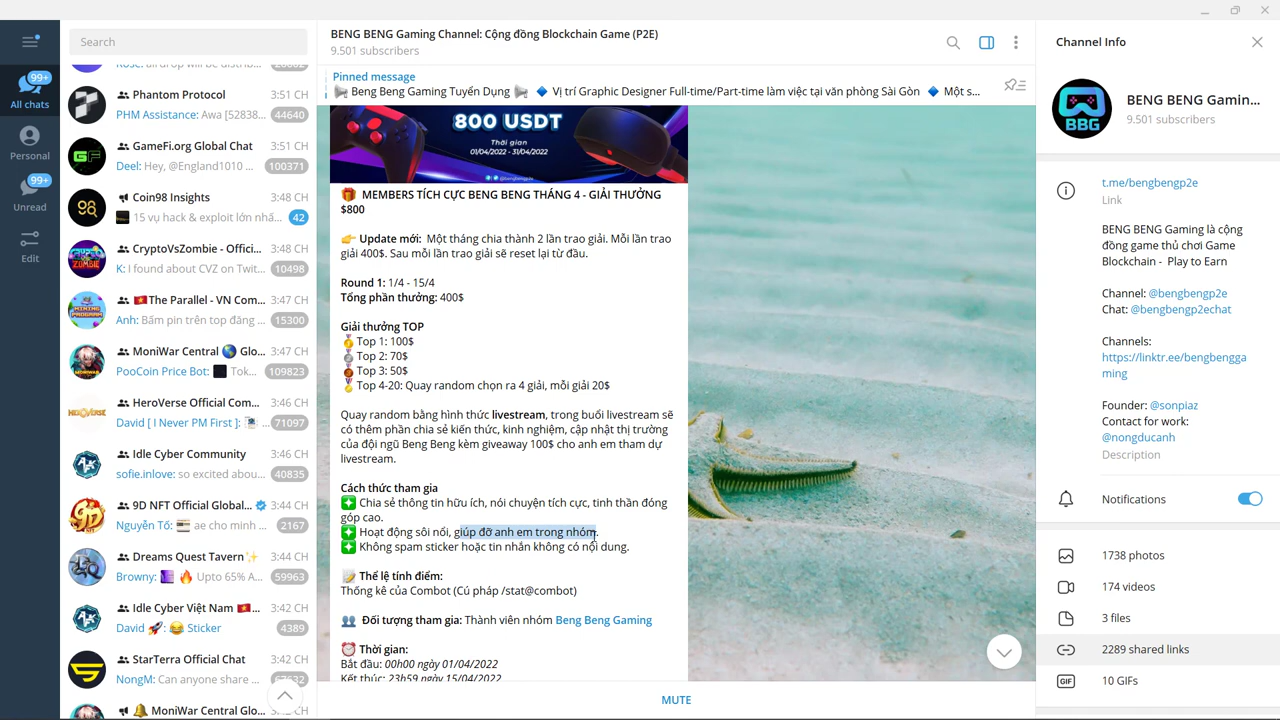 Search
BENG BENG Gaming Channel: Cộng đồng Blockchain Game (P2E)
9.501 subscribers
Channel Info
99+
All chats
Personal
99+
Unread
Edit
Rose: all drop will be distrib...
Phantom Protocol
3:51 CH
PHM Assistance: Awa [52838...
44640
GameFi.org Global Chat
3:51 CH
Deel: Hey, @England1010 ...
100371
Coin98 Insights
3:48 CH
15 vụ hack & exploit lớn nhấ...
42
CryptoVsZombie - Offici...
3:48 CH
K: I found about CVZ on Twit...
10498
The Parallel - VN Com...
3:47 CH
Anh: Bấm pin trên top đăng ...
15300
MoniWar Central 🌎 Glo...
3:47 CH
PooCoin Price Bot: Tok...
109823
HeroVerse Official Com...
3:46 CH
David [ I Never PM First ]: ...
71097
Idle Cyber Community
3:46 CH
sofie.inlove: so excited abou...
40835
9D NFT Official Global...
3:44 CH
Nguyễn Tố: ae cho minh ...
2167
Dreams Quest Tavern✨
3:44 CH
Browny: 🔥 Upto 65% A...
59963
Idle Cyber Việt Nam 🇻🇳...
3:42 CH
David 🚀: 😂 Sticker
4389
StarTerra Official Chat
3:42 CH
NongM: Can anyone share ...
🔔 MoniWar Central Glo...
Pinned message
Beng Beng Gaming Tuyển Dụng 🔷 Vị trí Graphic Designer Full-time/Part-time làm việc tại văn phòng Sài Gòn 🔷 Một s...
800 USDT
Thời gian
01/04/2022 - 31/04/2022
🎁 MEMBERS TÍCH CỰC BENG BENG THÁNG 4 - GIẢI THƯỞNG
$800
👉 Update mới: Một tháng chia thành 2 lần trao giải. Mỗi lần trao
giải 400$. Sau mỗi lần trao giải sẽ reset lại từ đầu.
Round 1: 1/4 - 15/4
Tổng phần thưởng: 400$
Giải thưởng TOP
🥇Top 1: 100$
🥈Top 2: 70$
🥉Top 3: 50$
🏅Top 4-20: Quay random chọn ra 4 giải, mỗi giải 20$
Quay random bằng hình thức livestream, trong buổi livestream sẽ
có thêm phần chia sẻ kiến thức, kinh nghiệm, cập nhật thị trường
của đội ngũ Beng Beng kèm giveaway 100$ cho anh em tham dự
livestream.
Cách thức tham gia
Chia sẻ thông tin hữu ích, nói chuyện tích cực, tinh thần đóng
góp cao.
Hoạt động sôi nổi, giúp đỡ anh em trong nhóm.
Không spam sticker hoặc tin nhắn không có nội dung.
📝 Thể lệ tính điểm:
Thống kê của Combot (Cú pháp /stat@combot)
👥 Đối tượng tham gia: Thành viên nhóm Beng Beng Gaming
⏰ Thời gian:
Bắt đầu: 00h00 ngày 01/04/2022
Kết thúc: 23h59 ngày 15/04/2022
MUTE
BBG
BENG BENG Gamin...
9.501 subscribers
t.me/bengbengp2e
Link
BENG BENG Gaming là cộng
đồng game thủ chơi Game
Blockchain - Play to Earn
Channel: @bengbengp2e
Chat: @bengbengp2echat
Channels:
https://linktr.ee/bengbengga
ming
Founder: @sonpiaz
Contact for work:
@nongducanh
Description
Notifications
1738 photos
174 videos
3 files
2289 shared links
GIF
10 GIFs